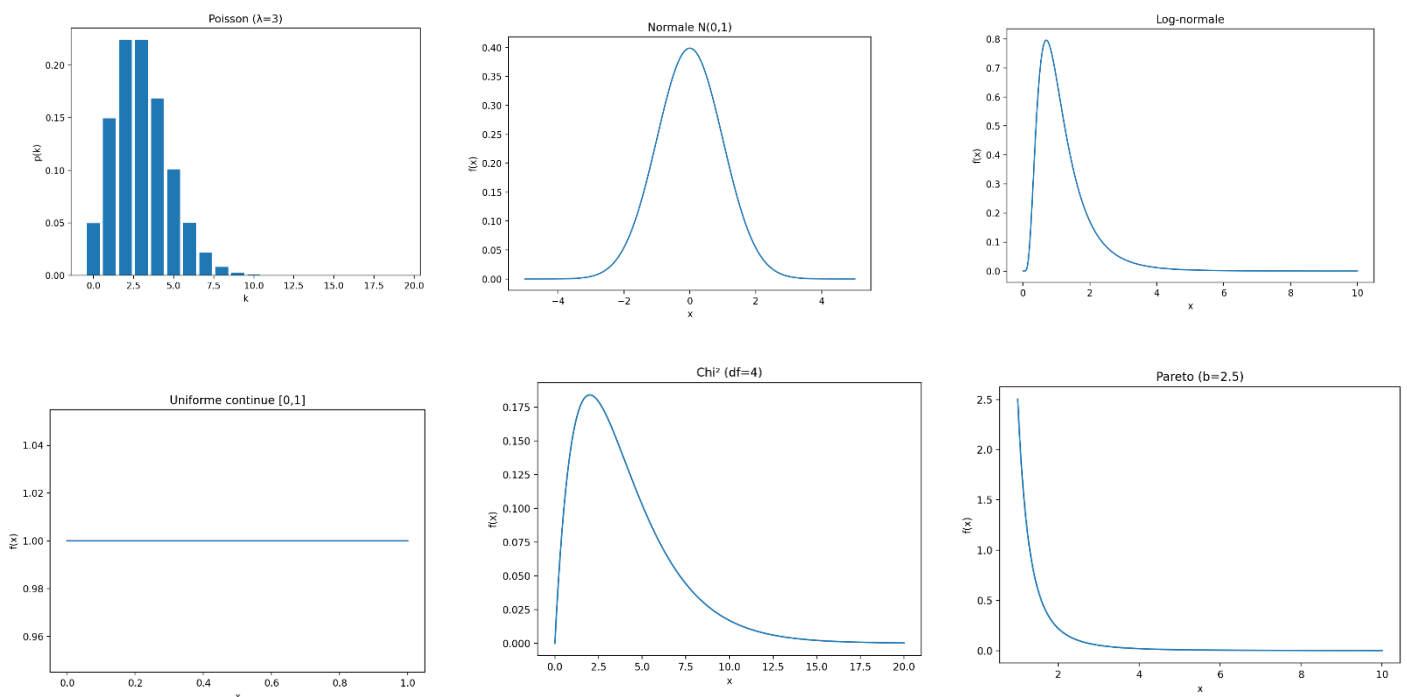 Poisson (λ=3)
p(k)
0.20
0.15
0.10
0.05
0.00
0.0 2.5 5.0 7.5 10.0 12.5 15.0 17.5 20.0
k
Normale N(0,1)
f(x)
0.40
0.35
0.30
0.25
0.20
0.15
0.10
0.05
0.00
−4 −2 0 2 4
x
Log-normale
f(x)
0.8
0.7
0.6
0.5
0.4
0.3
0.2
0.1
0.0
0 2 4 6 8 10
x
Uniforme continue [0,1]
f(x)
1.04
1.02
1.00
0.98
0.96
0.0 0.2 0.4 0.6 0.8 1.0
x
Chi² (df=4)
f(x)
0.175
0.150
0.125
0.100
0.075
0.050
0.025
0.000
0.0 2.5 5.0 7.5 10.0 12.5 15.0 17.5 20.0
x
Pareto (b=2.5)
f(x)
2.5
2.0
1.5
1.0
0.5
0.0
2 4 6 8 10
x